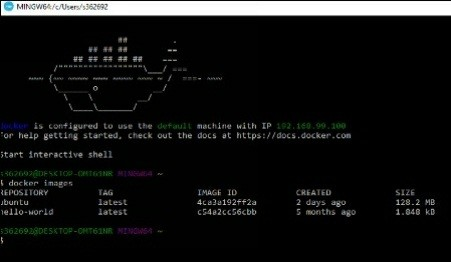 MINGW64:/c/Users/s362692
docker is configured to use the default machine with IP 192.168.99.100
For help getting started, check out the docs at https://docs.docker.com
Start interactive shell
s362692@DESKTOP-OMT61NR MINGW64 ~
$ docker images
REPOSITORY TAG IMAGE ID CREATED SIZE
ubuntu latest 4ca3a192ff2a 2 days ago 128.2 MB
hello-world latest c54a2cc56cbb 5 months ago 1.848 kB
s362692@DESKTOP-OMT61NR MINGW64 ~
$